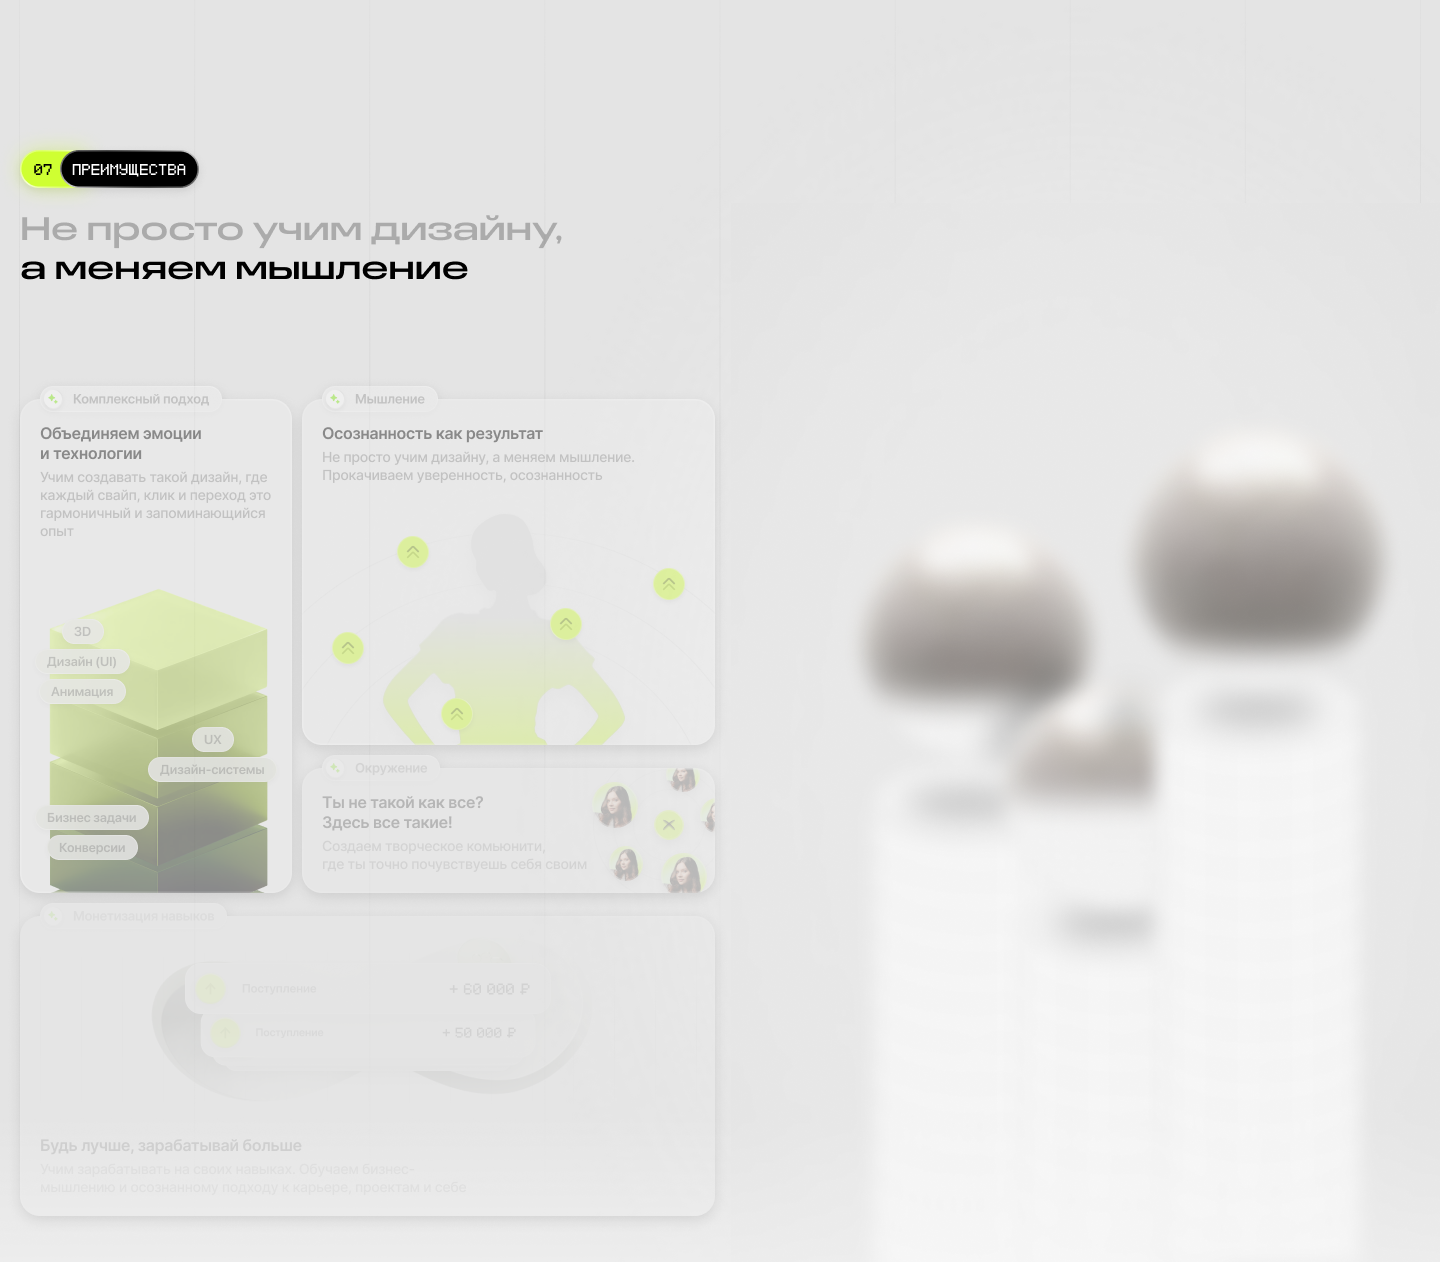 07 ПРЕИМУЩЕСТВА
Не просто учим дизайну,
а меняем мышление
Комплексный подход
Объединяем эмоции
и технологии
Учим создавать такой дизайн, где
каждый свайп, клик и переход это
гармоничный и запоминающийся
опыт
3D
Дизайн (UI)
Анимация
UX
Дизайн-системы
Бизнес задачи
Конверсии
Мышление
Осознанность как результат
Не просто учим дизайну, а меняем мышление.
Прокачиваем уверенность, осознанность
Окружение
Ты не такой как все?
Здесь все такие!
Создаем творческое комьюнити,
где ты точно почувствуешь себя своим
Монетизация навыков
Поступление + 60 000 ₽
Поступление + 50 000 ₽
Будь лучше, зарабатывай больше
Учим зарабатывать на своих навыках. Обучаем бизнес-
мышлению и осознанному подходу к карьере, проектам и себе